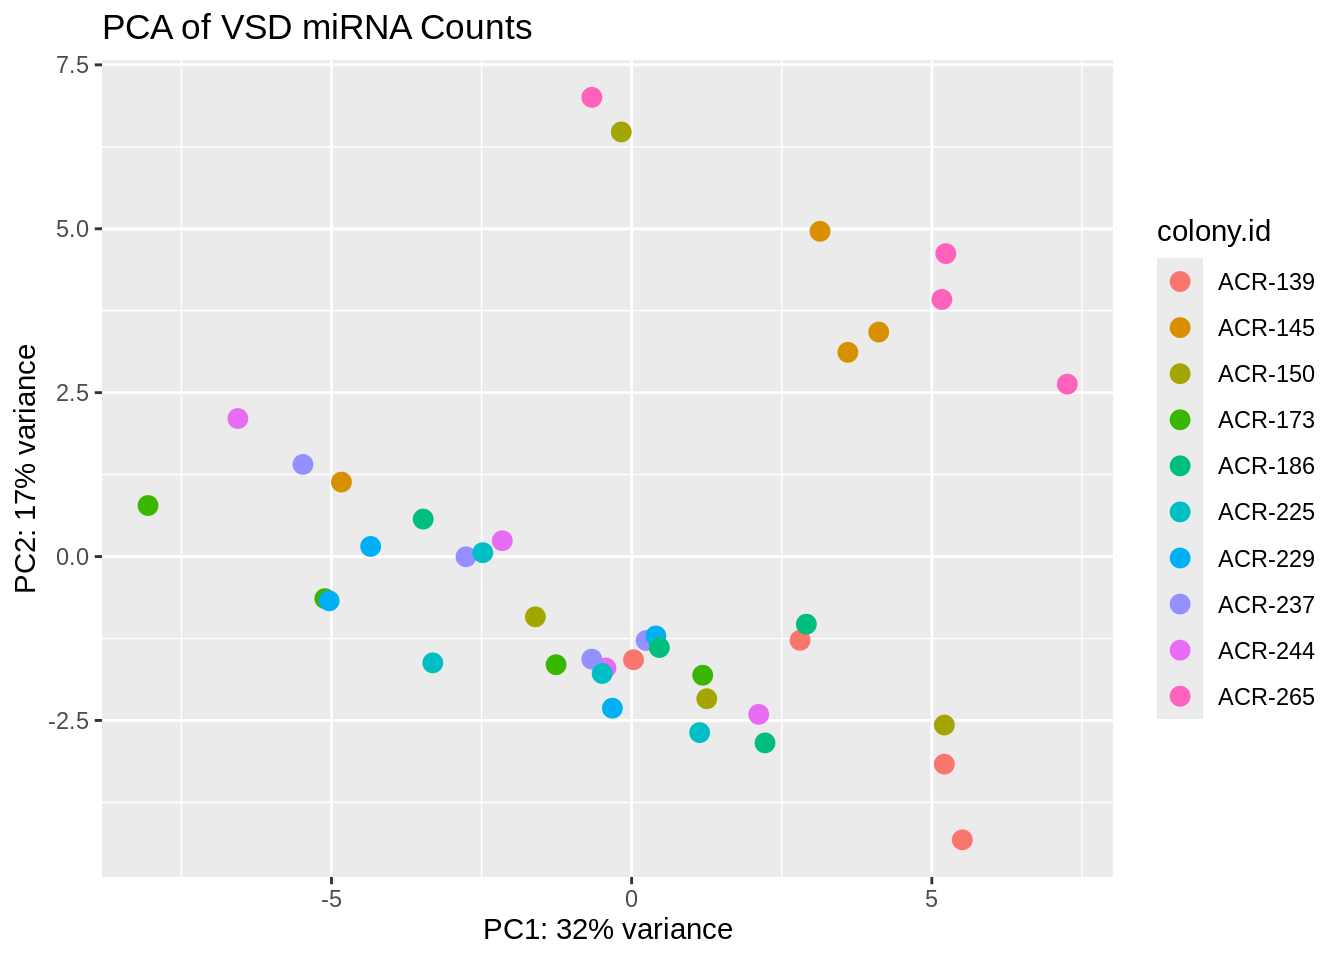 PCA of VSD miRNA Counts
7.5
5.0
2.5
0.0
-2.5
PC2: 17% variance
-5
0
5
PC1: 32% variance
colony.id
ACR-139
ACR-145
ACR-150
ACR-173
ACR-186
ACR-225
ACR-229
ACR-237
ACR-244
ACR-265